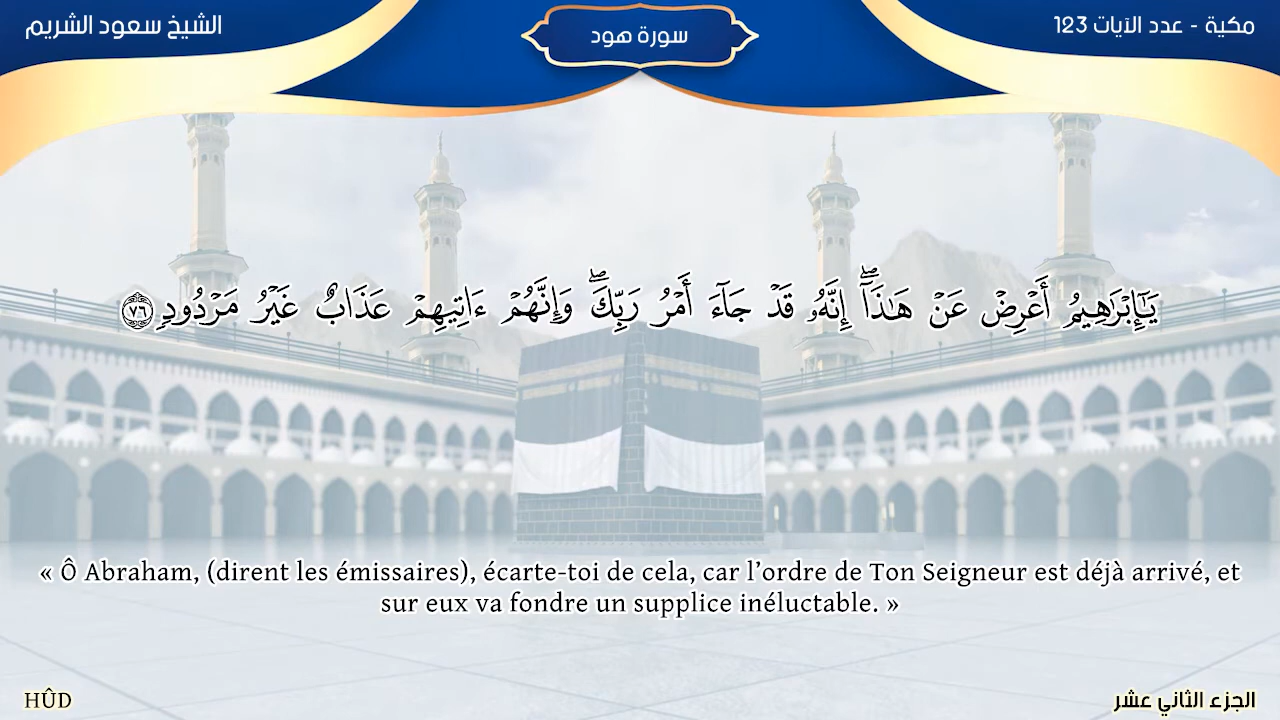 مكية - عدد الآيات 123
سورة هود
الشيخ سعود الشريم
يَـٰٓإِبۡرَٰهِيمُ أَعۡرِضۡ عَنۡ هَـٰذَآۖ إِنَّهُۥ قَدۡ جَآءَ أَمۡرُ رَبِّكَۖ وَإِنَّهُمۡ ءَاتِيهِمۡ عَذَابٌ غَيۡرُ مَرۡدُودٖ ٧٦
« Ô Abraham, (dirent les émissaires), écarte-toi de cela, car l’ordre de Ton Seigneur est déjà arrivé, et
sur eux va fondre un supplice inéluctable. »
HÛD
الجزء الثاني عشر